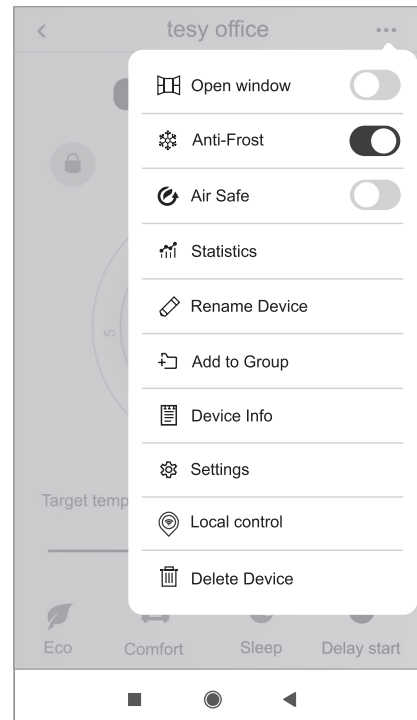 tesy office
Open window
Anti-Frost
Air Safe
Statistics
Rename Device
Add to Group
Device Info
Settings
Local control
Delete Device
5
Target temp
Eco
Comfort
Sleep
Delay start